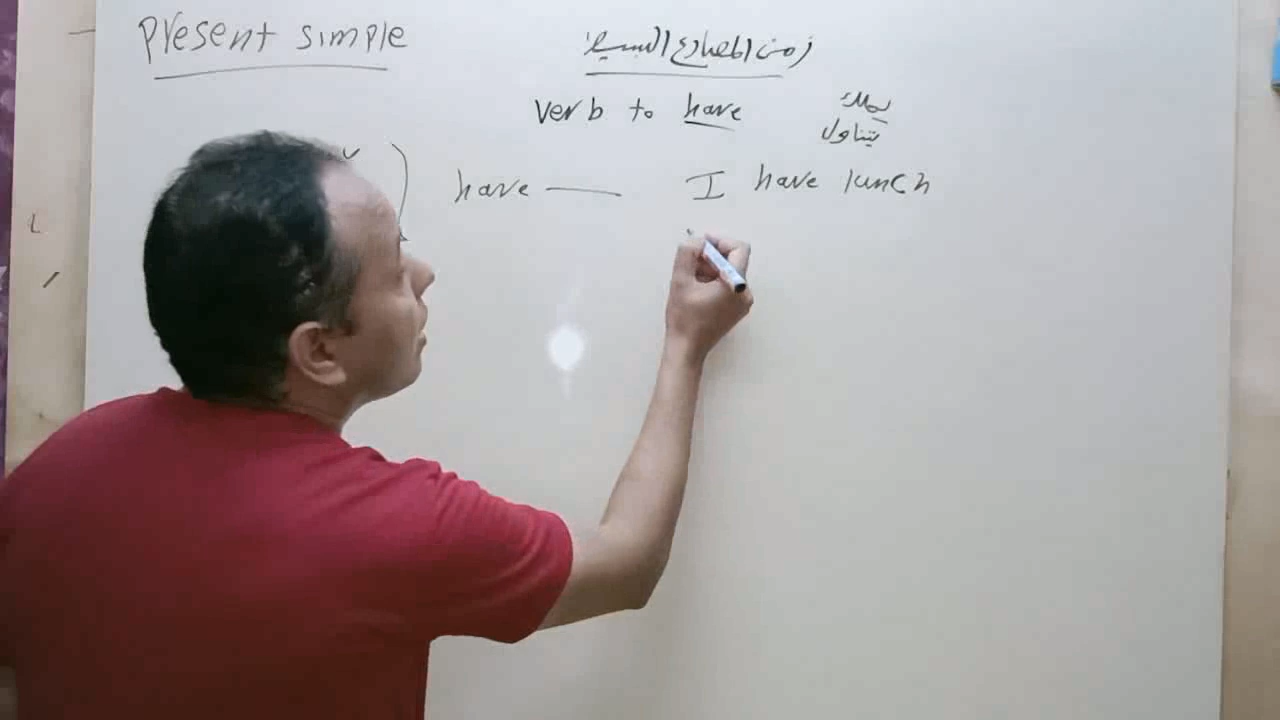 Present simple
زمن المضارع البسيط
verb to have يملك
يتناول
have I have lunch